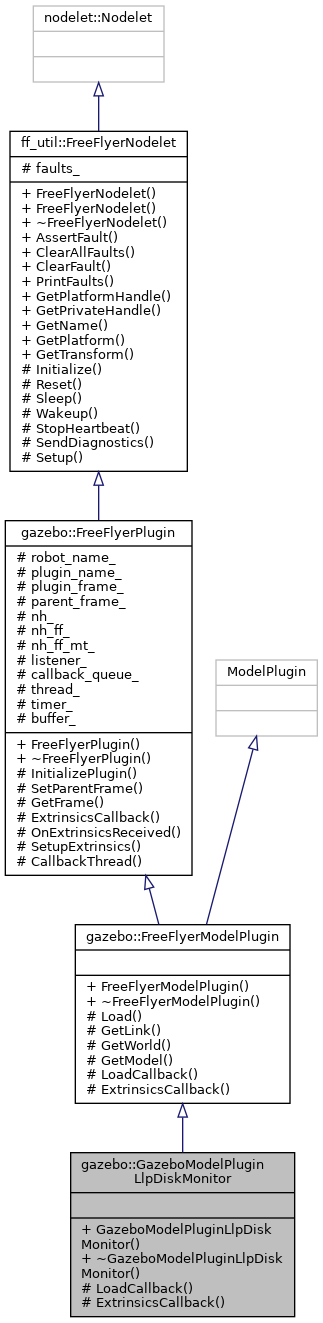 nodelet::Nodelet
ff_util::FreeFlyerNodelet
# faults_
+ FreeFlyerNodelet()
+ FreeFlyerNodelet()
+ ~FreeFlyerNodelet()
+ AssertFault()
+ ClearAllFaults()
+ ClearFault()
+ PrintFaults()
+ GetPlatformHandle()
+ GetPrivateHandle()
+ GetName()
+ GetPlatform()
+ GetTransform()
# Initialize()
# Reset()
# Sleep()
# Wakeup()
# StopHeartbeat()
# SendDiagnostics()
# Setup()
gazebo::FreeFlyerPlugin
# robot_name_
# plugin_name_
# plugin_frame_
# parent_frame_
# nh_
# nh_ff_
# nh_ff_mt_
# listener_
# callback_queue_
# thread_
# timer_
# buffer_
+ FreeFlyerPlugin()
+ ~FreeFlyerPlugin()
# InitializePlugin()
# SetParentFrame()
# GetFrame()
# ExtrinsicsCallback()
# OnExtrinsicsReceived()
# SetupExtrinsics()
# CallbackThread()
ModelPlugin
gazebo::FreeFlyerModelPlugin
+ FreeFlyerModelPlugin()
+ ~FreeFlyerModelPlugin()
# Load()
# GetLink()
# GetWorld()
# GetModel()
# LoadCallback()
# ExtrinsicsCallback()
gazebo::GazeboModelPlugin
LlpDiskMonitor
+ GazeboModelPluginLlpDisk
Monitor()
+ ~GazeboModelPluginLlpDisk
Monitor()
# LoadCallback()
# ExtrinsicsCallback()